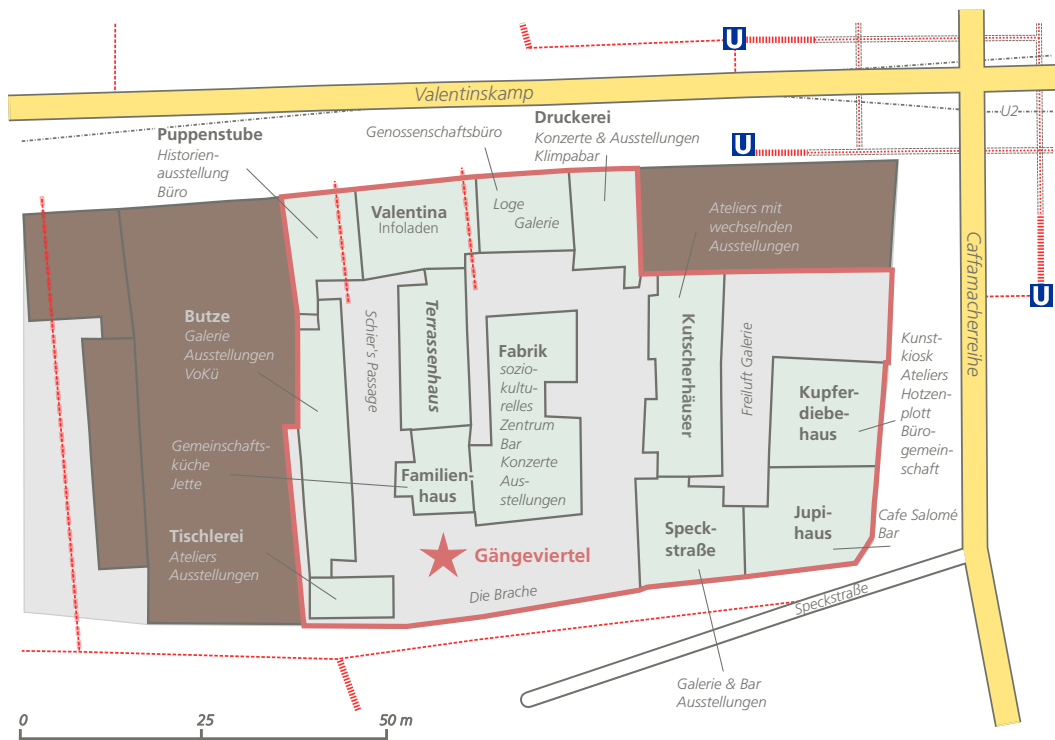 U
Valentinskamp
U2
Puppenstube
Historien-
ausstellung
Büro
Genossenschaftsbüro
Druckerei
Konzerte & Ausstellungen
Klimpabar
U
Valentina
Infoladen
Loge
Galerie
Ateliers mit
wechselnden
Ausstellungen
Caffamacherreihe
U
Butze
Galerie
Ausstellungen
VoKü
Schier's Passage
Terrassenhaus
Fabrik
sozio-
kultu-
relles
Zentrum
Bar
Konzerte
Aus-
stellungen
Kutscherhäuser
Freiluft Galerie
Kupfer-
diebe-
haus
Kunst-
kiosk
Ateliers
Hotzen-
plott
Büro-
gemein-
schaft
Gemeinschafts-
küche
Jette
Familien-
haus
Tischlerei
Ateliers
Ausstellungen
Gängeviertel
Die Brache
Speck-
straße
Jupi-
haus
Cafe Salomé
Bar
Speckstraße
Galerie & Bar
Ausstellungen
0 25 50 m